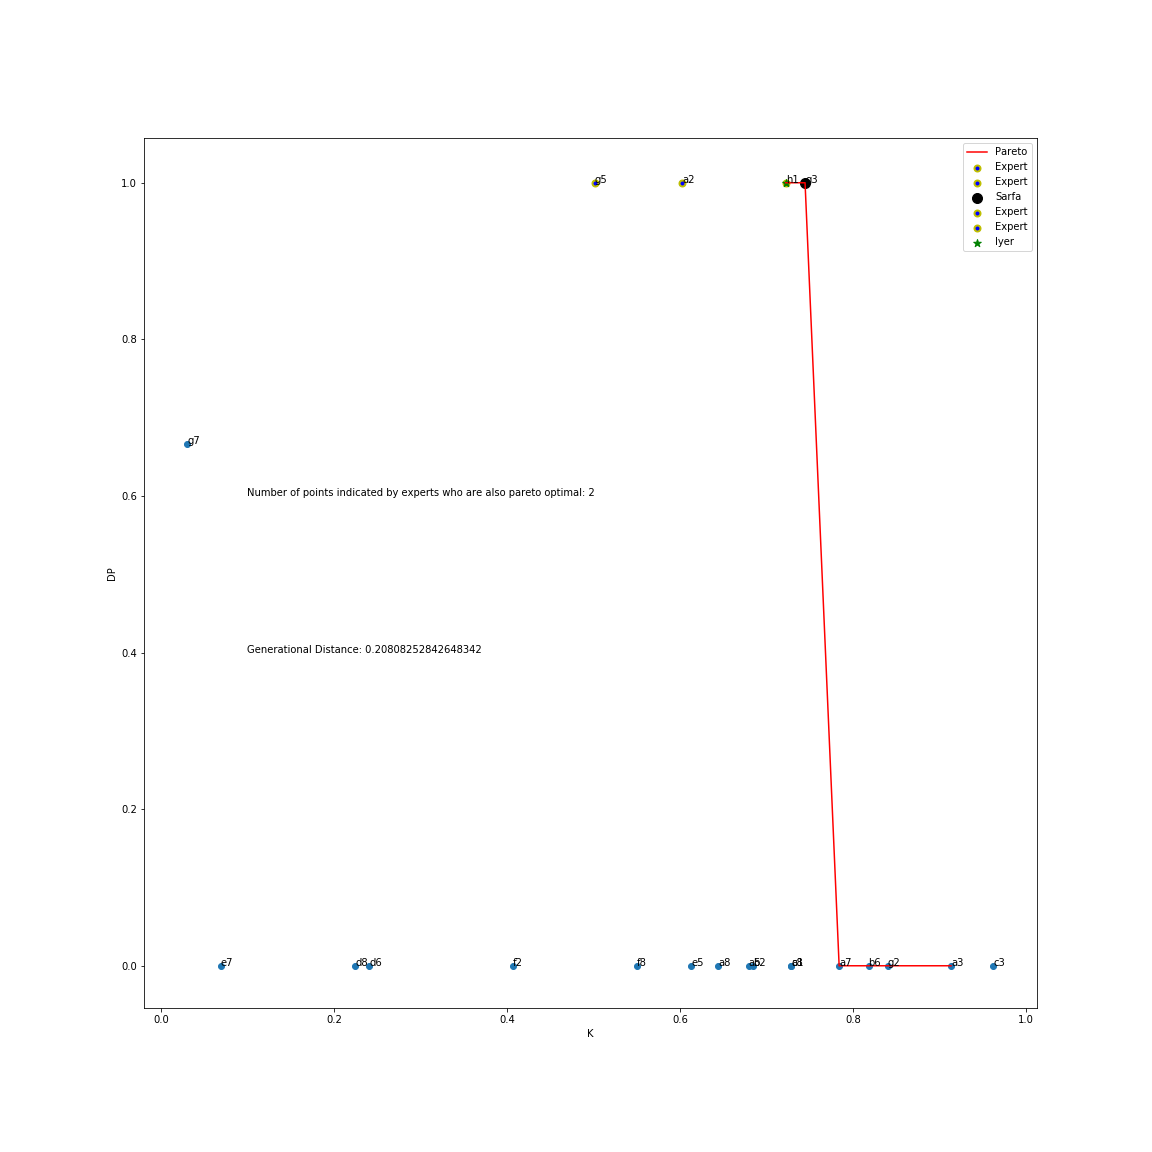 Pareto
Expert
Expert
Sarfa
Expert
Expert
Iyer
1.0
0.8
0.6
0.4
0.2
0.0
DP
g5
a2
h1
g3
g7
Number of points indicated by experts who are also pareto optimal: 2
Generational Distance: 0.20808252842648342
e7
d8
d6
f2
f8
e5
a8
a7
b6
g2
a3
c3
0.0
0.2
0.4
0.6
0.8
1.0
K